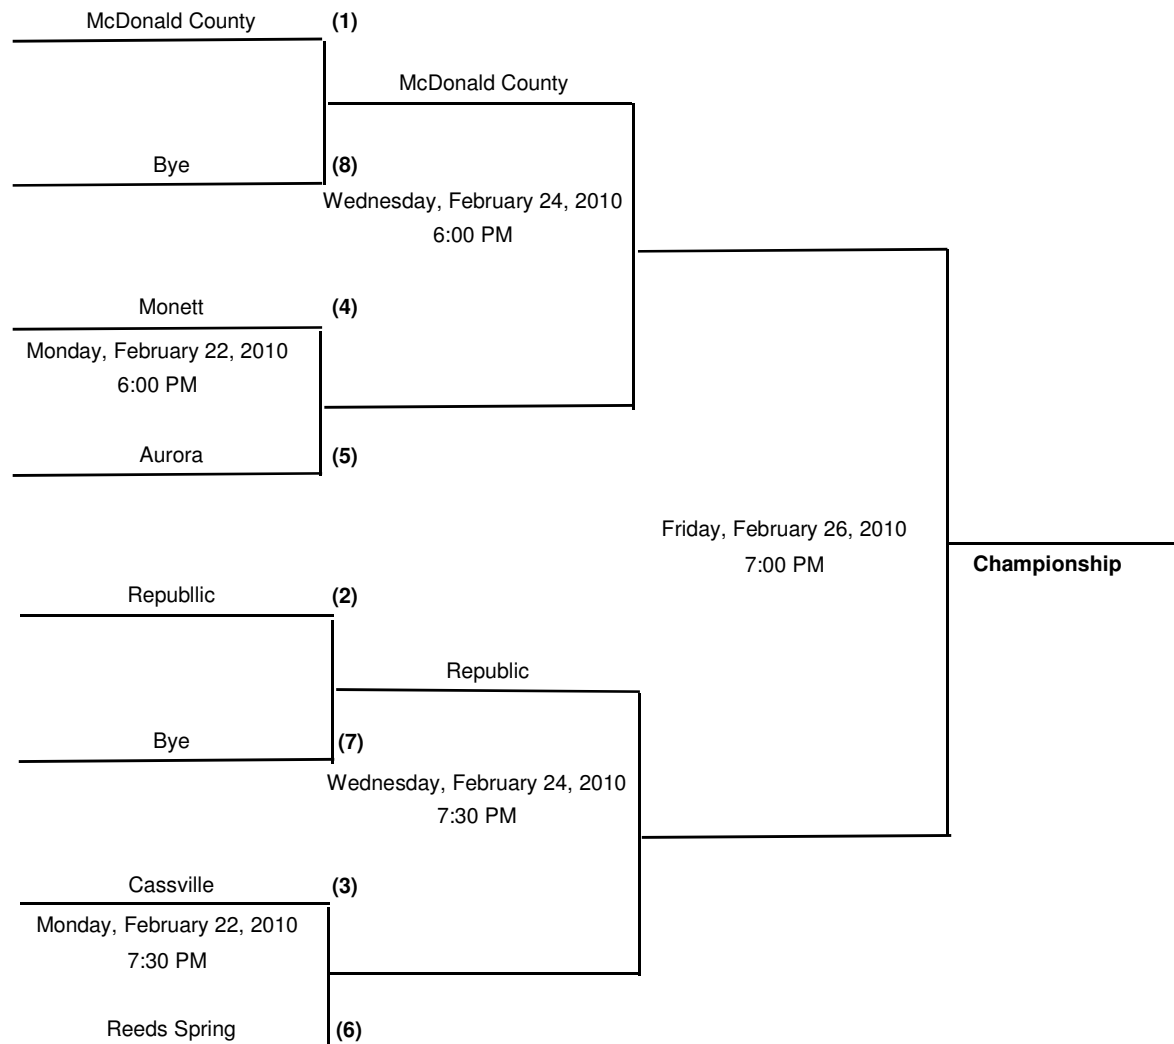 McDonald County (1)
McDonald County
Bye (8)
Wednesday, February 24, 2010
6:00 PM
Monett (4)
Monday, February 22, 2010
6:00 PM
Aurora (5)
Friday, February 26, 2010
7:00 PM
Championship
Republlic (2)
Republic
Bye (7)
Wednesday, February 24, 2010
7:30 PM
Cassville (3)
Monday, February 22, 2010
7:30 PM
Reeds Spring (6)